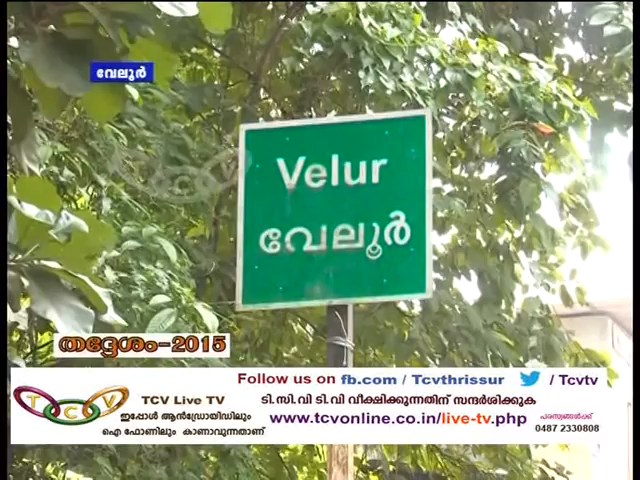 വേലൂർ
Velur
വേലൂർ
തദ്ദേശം-2015
Follow us on fb.com / Tcvthrissur / Tcvtv
TCV
TCV Live TV
ടി.സി.വി ടി.വി വീക്ഷിക്കുന്നതിന് സന്ദർശിക്കുക
ഇപ്പോൾ ആൻഡ്രോയിഡിലും
www.tcvonline.co.in/live-tv.php
ഐ ഫോണിലും കാണാവുന്നതാണ്
0487 2330808